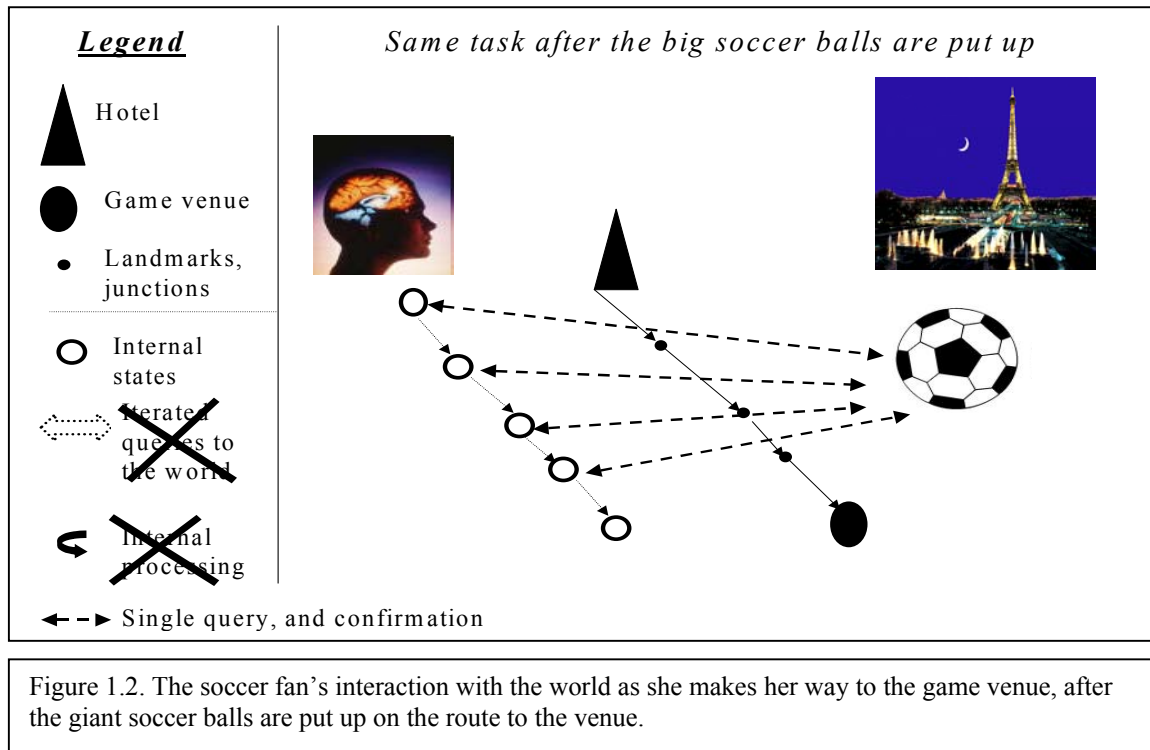 Legend
Same task after the big soccer balls are put up
Hotel
Game venue
Landmarks,
junctions
Internal
states
Iterated
queries to
the world
Internal
processing
Single query, and confirmation
Figure 1.2. The soccer fan’s interaction with the world as she makes her way to the game venue, after
the giant soccer balls are put up on the route to the venue.